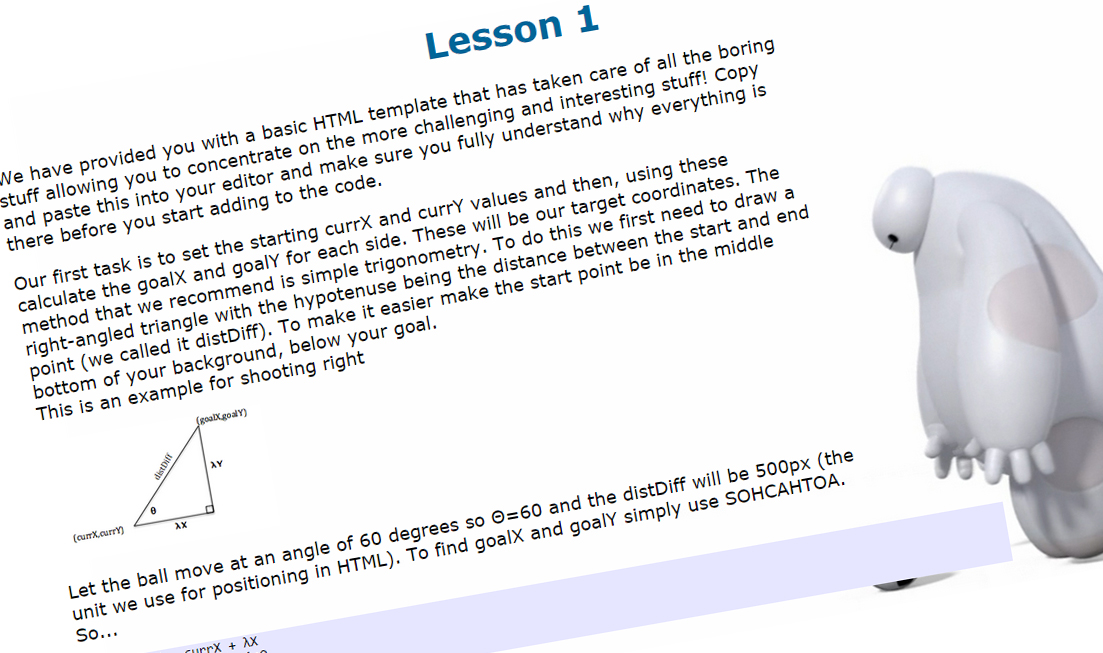 Lesson 1
We have provided you with a basic HTML template that has taken care of all the boring
stuff allowing you to concentrate on the more challenging and interesting stuff! Copy
and paste this into your editor and make sure you fully understand why everything is
there before you start adding to the code.
Our first task is to set the starting currX and currY values and then, using these
calculate the goalX and goalY for each side. These will be our target coordinates. The
method that we recommend is simple trigonometry. To do this we first need to draw a
right-angled triangle with the hypotenuse being the distance between the start and end
point (we called it distDiff). To make it easier make the start point be in the middle
bottom of your background, below your goal.
This is an example for shooting right
(goalX,goalY)
distDiff
λY
θ
λX
(currX,currY)
Let the ball move at an angle of 60 degrees so Θ=60 and the distDiff will be 500px (the
unit we use for positioning in HTML). To find goalX and goalY simply use SOHCAHTOA.
So...
currX + λX